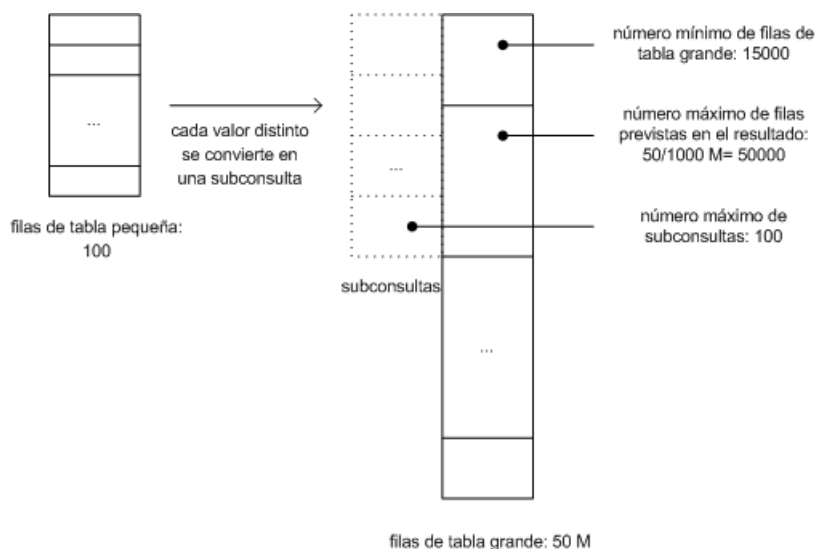 ...
filas de tabla pequeña:
100
cada valor distinto
se convierte en
una subconsulta
...
subconsultas
número mínimo de filas de
tabla grande: 15000
número máximo de filas
previstas en el resultado:
50/1000 M= 50000
número máximo de
subconsultas: 100
...
filas de tabla grande: 50 M